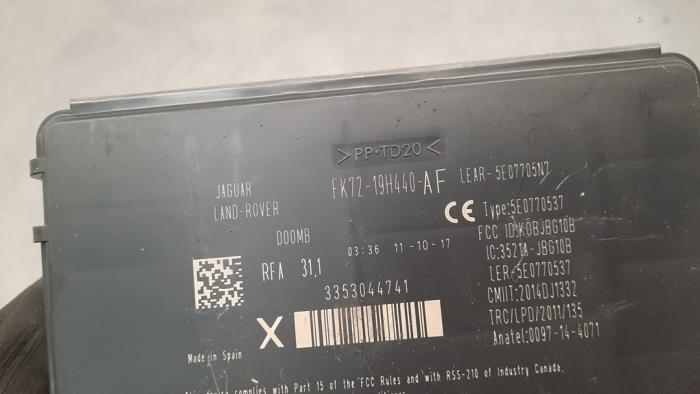 >PP-TD20<
JAGUAR
LAND-ROVER
FK72-19H440-AF
LEAR-5E07705N7
CE
Type:5E0770537
FCC ID:KOBJBG10B
IC:3521A-JBG10B
LER-5E0770537
CMIIT:2014DJ1332
TRC/LPD/2011/135
Anatel:0097-14-4071
DOOMB
03:36 11-10-17
RFA 31.1
3353044741
X
Made in Spain
complies with Part 15 of the FCC Rules and with RSS-210 of Industry Canada.